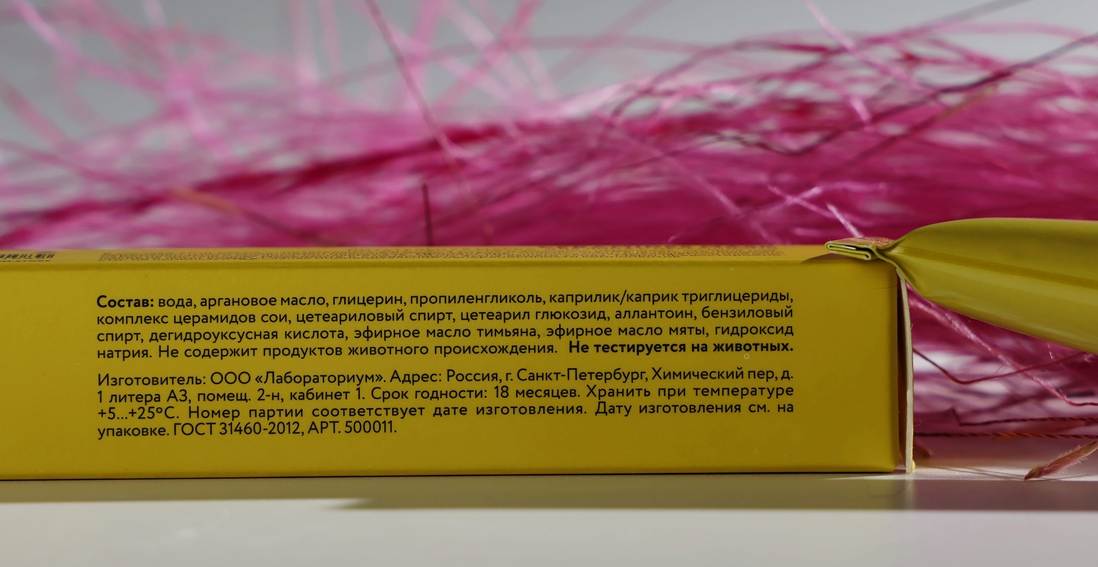 Состав: вода, аргановое масло, глицерин, пропиленгликоль, каприлик/каприк триглицериды,
комплекс церамидов сои, цетеариловый спирт, цетеарил глюкозид, аллантоин, бензиловый
спирт, дегидроуксусная кислота, эфирное масло тимьяна, эфирное масло мяты, гидроксид
натрия. Не содержит продуктов животного происхождения. Не тестируется на животных.
Изготовитель: ООО «Лабораториум». Адрес: Россия, г. Санкт-Петербург, Химический пер, д.
1 литера А3, помещ. 2-н, кабинет 1. Срок годности: 18 месяцев. Хранить при температуре
+5...+25°С. Номер партии соответствует дате изготовления. Дату изготовления см. на
упаковке. ГОСТ 31460-2012, АРТ. 500011.